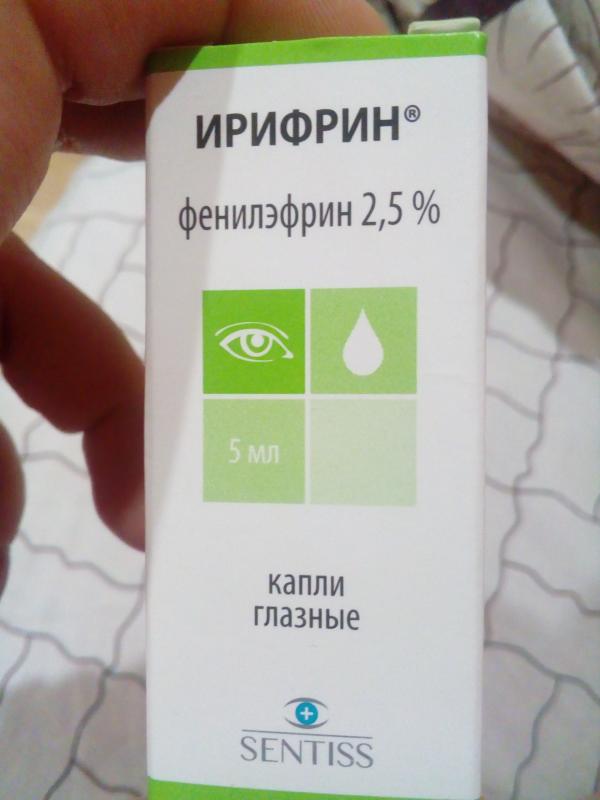 ИРИФРИН®
фенилэфрин 2,5 %
5 мл
капли
глазные
SENTISS